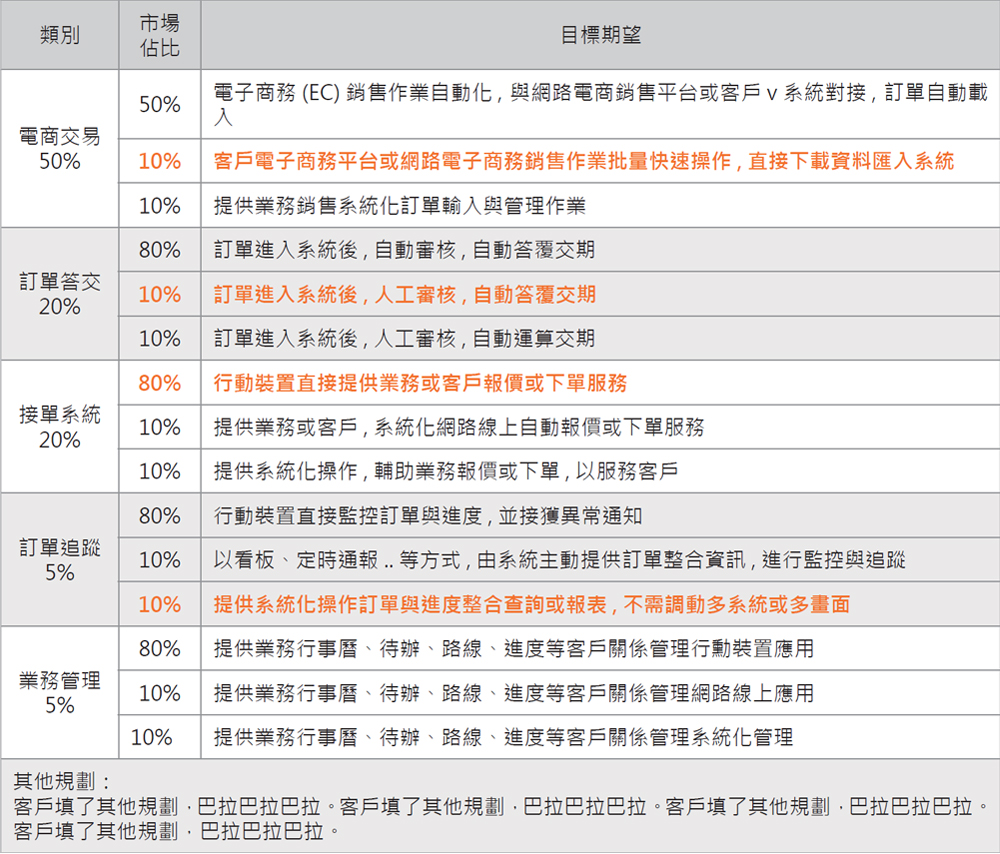 類別
市場
佔比
目標期望
電商交易
50%
50%
電子商務 (EC) 銷售作業自動化 , 與網路電商銷售平台或客戶 v 系統對接 , 訂單自動載
入
10%
客戶電子商務平台或網路電子商務銷售作業批量快速操作 , 直接下載資料匯入系統
10%
提供業務銷售系統化訂單輸入與管理作業
訂單答交
20%
80%
訂單進入系統後 , 自動審核 , 自動答覆交期
10%
訂單進入系統後 , 人工審核 , 自動答覆交期
10%
訂單進入系統後 , 人工審核 , 自動運算交期
接單系統
20%
80%
行動裝置直接提供業務或客戶報價或下單服務
10%
提供業務或客戶 , 系統化網路線上自動報價或下單服務
10%
提供系統化操作 , 輔助業務報價或下單 , 以服務客戶
訂單追蹤
5%
80%
行動裝置直接監控訂單與進度 , 並接獲異常通知
10%
以看板、定時通報 .. 等方式 , 由系統主動提供訂單整合資訊 , 進行監控與追蹤
10%
提供系統化操作訂單與進度整合查詢或報表 , 不需調動多系統或多畫面
業務管理
5%
80%
提供業務行事曆、待辦、路線、進度等客戶關係管理行動裝置應用
10%
提供業務行事曆、待辦、路線、進度等客戶關係管理網路線上應用
10%
提供業務行事曆、待辦、路線、進度等客戶關係管理系統化管理
其他規劃：
客戶填了其他規劃，巴拉巴拉巴拉。客戶填了其他規劃，巴拉巴拉巴拉。客戶填了其他規劃，巴拉巴拉巴拉。
客戶填了其他規劃，巴拉巴拉巴拉。